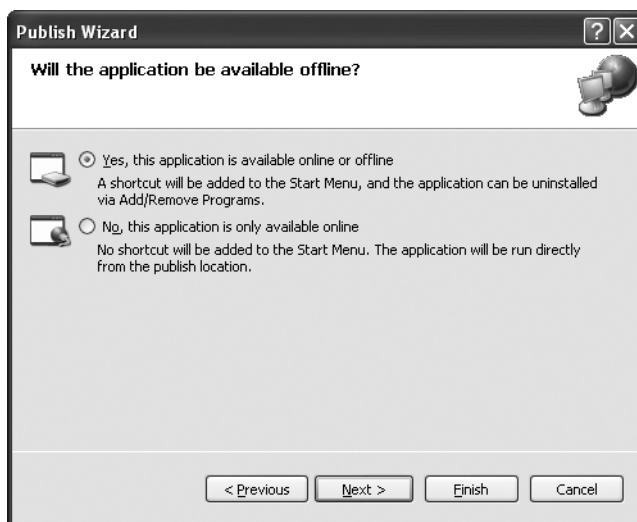 Publish Wizard
Will the application be available offline?
Yes, this application is available online or offline
A shortcut will be added to the Start Menu, and the application can be uninstalled
via Add/Remove Programs.
No, this application is only available online
No shortcut will be added to the Start Menu. The application will be run directly
from the publish location.
< Previous
Next >
Finish
Cancel